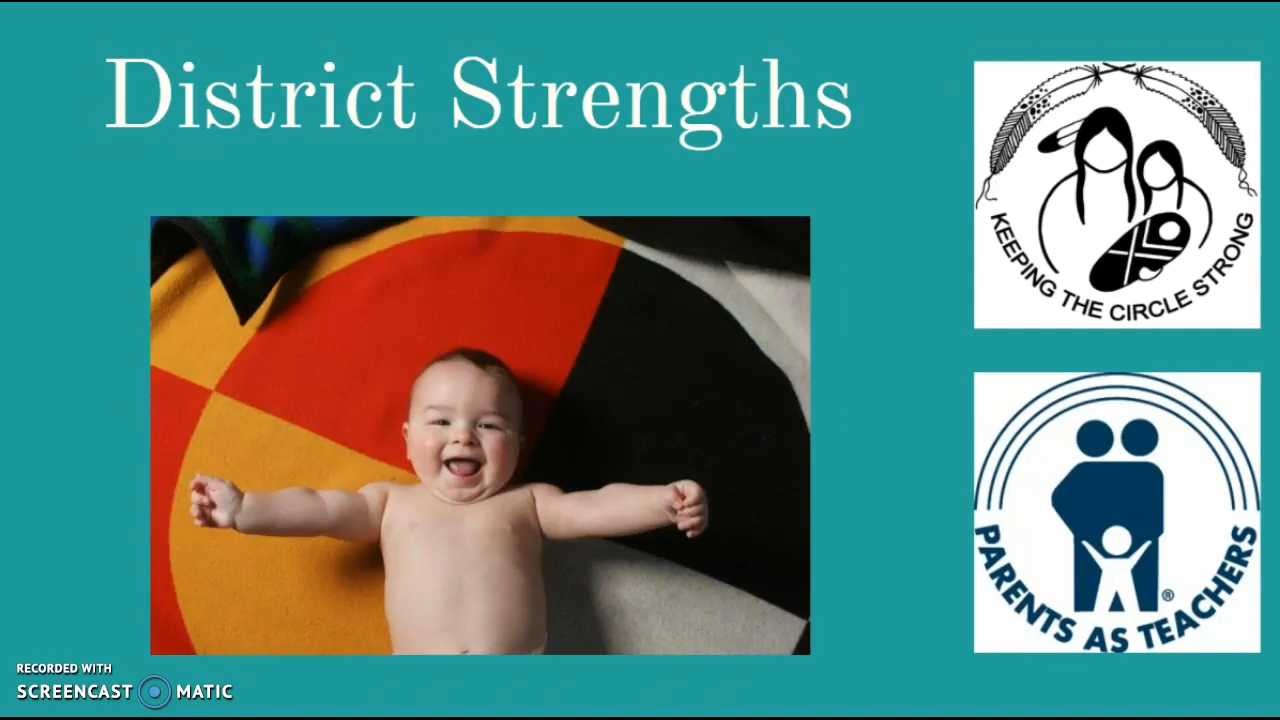 District Strengths
KEEPING THE CIRCLE STRONG
PARENTS AS TEACHERS
®
RECORDED WITH
SCREENCAST MATIC